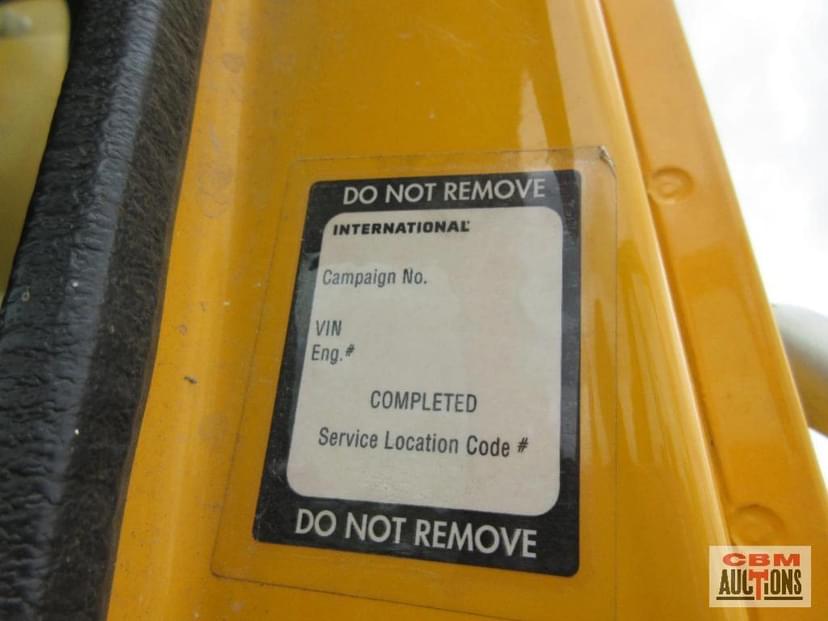 DO NOT REMOVE
INTERNATIONAL
Campaign No.
VIN
Eng.#
COMPLETED
Service Location Code #
DO NOT REMOVE
CBM
AUCTIONS